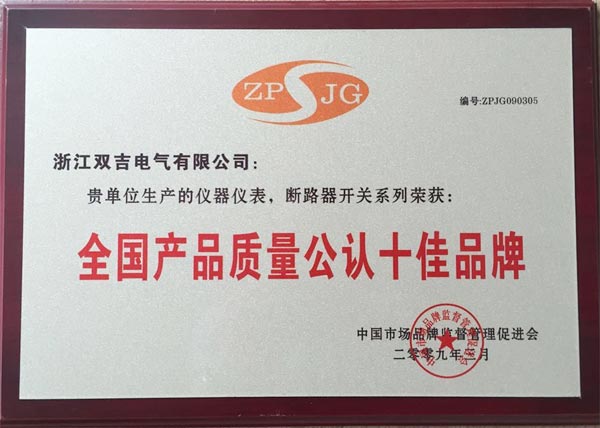 ZPSJG
编号:ZPJG090305
浙江双吉电气有限公司：
贵单位生产的仪器仪表，断路器开关系列荣获：
全国产品质量公认十佳品牌
中国市场品牌监督管理促进会
二零零九年三月